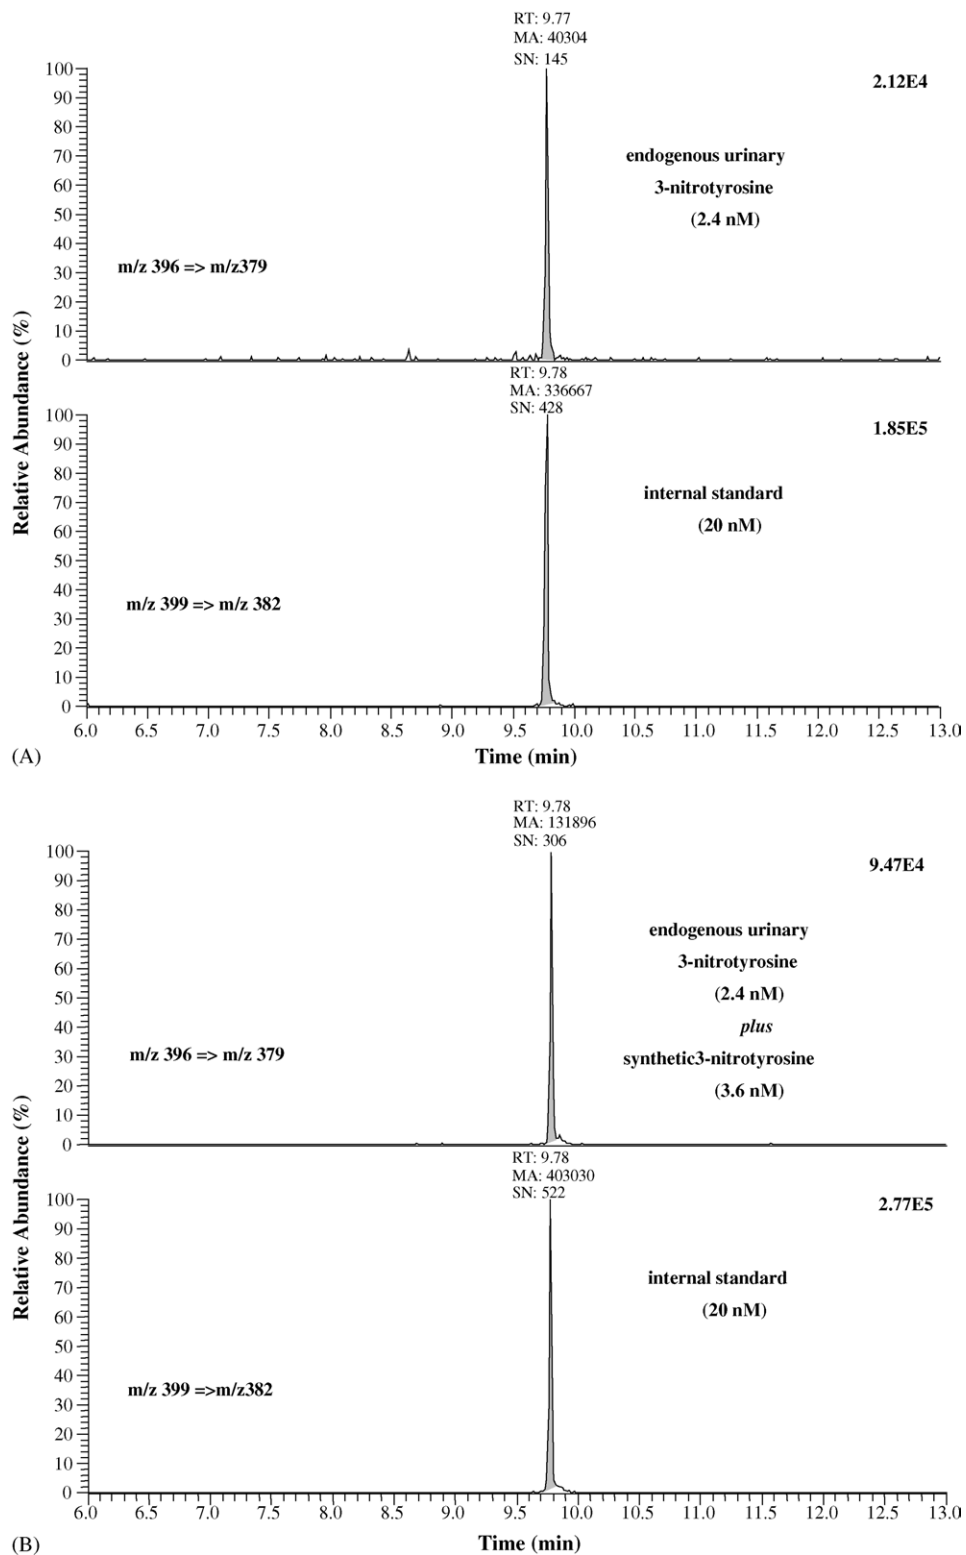 RT: 9.77
MA: 40304
SN: 145
2.12E4
100
90
80
70
60
50
40
30
20
10
0
endogenous urinary
3-nitrotyrosine
(2.4 nM)
m/z 396 => m/z379
Relative Abundance (%)
RT: 9.78
MA: 336667
SN: 428
1.85E5
100
90
80
70
60
50
40
30
20
10
0
internal standard
(20 nM)
m/z 399 => m/z 382
6.0 6.5 7.0 7.5 8.0 8.5 9.0 9.5 10.0 10.5 11.0 11.5 12.0 12.5 13.0
(A) Time (min)
RT: 9.78
MA: 131896
SN: 306
9.47E4
100
90
80
70
60
50
40
30
20
10
0
endogenous urinary
3-nitrotyrosine
(2.4 nM)
plus
synthetic3-nitrotyrosine
(3.6 nM)
m/z 396 => m/z 379
Relative Abundance (%)
RT: 9.78
MA: 403030
SN: 522
2.77E5
100
90
80
70
60
50
40
30
20
10
0
internal standard
(20 nM)
m/z 399 =>m/z382
6.0 6.5 7.0 7.5 8.0 8.5 9.0 9.5 10.0 10.5 11.0 11.5 12.0 12.5 13.0
(B) Time (min)